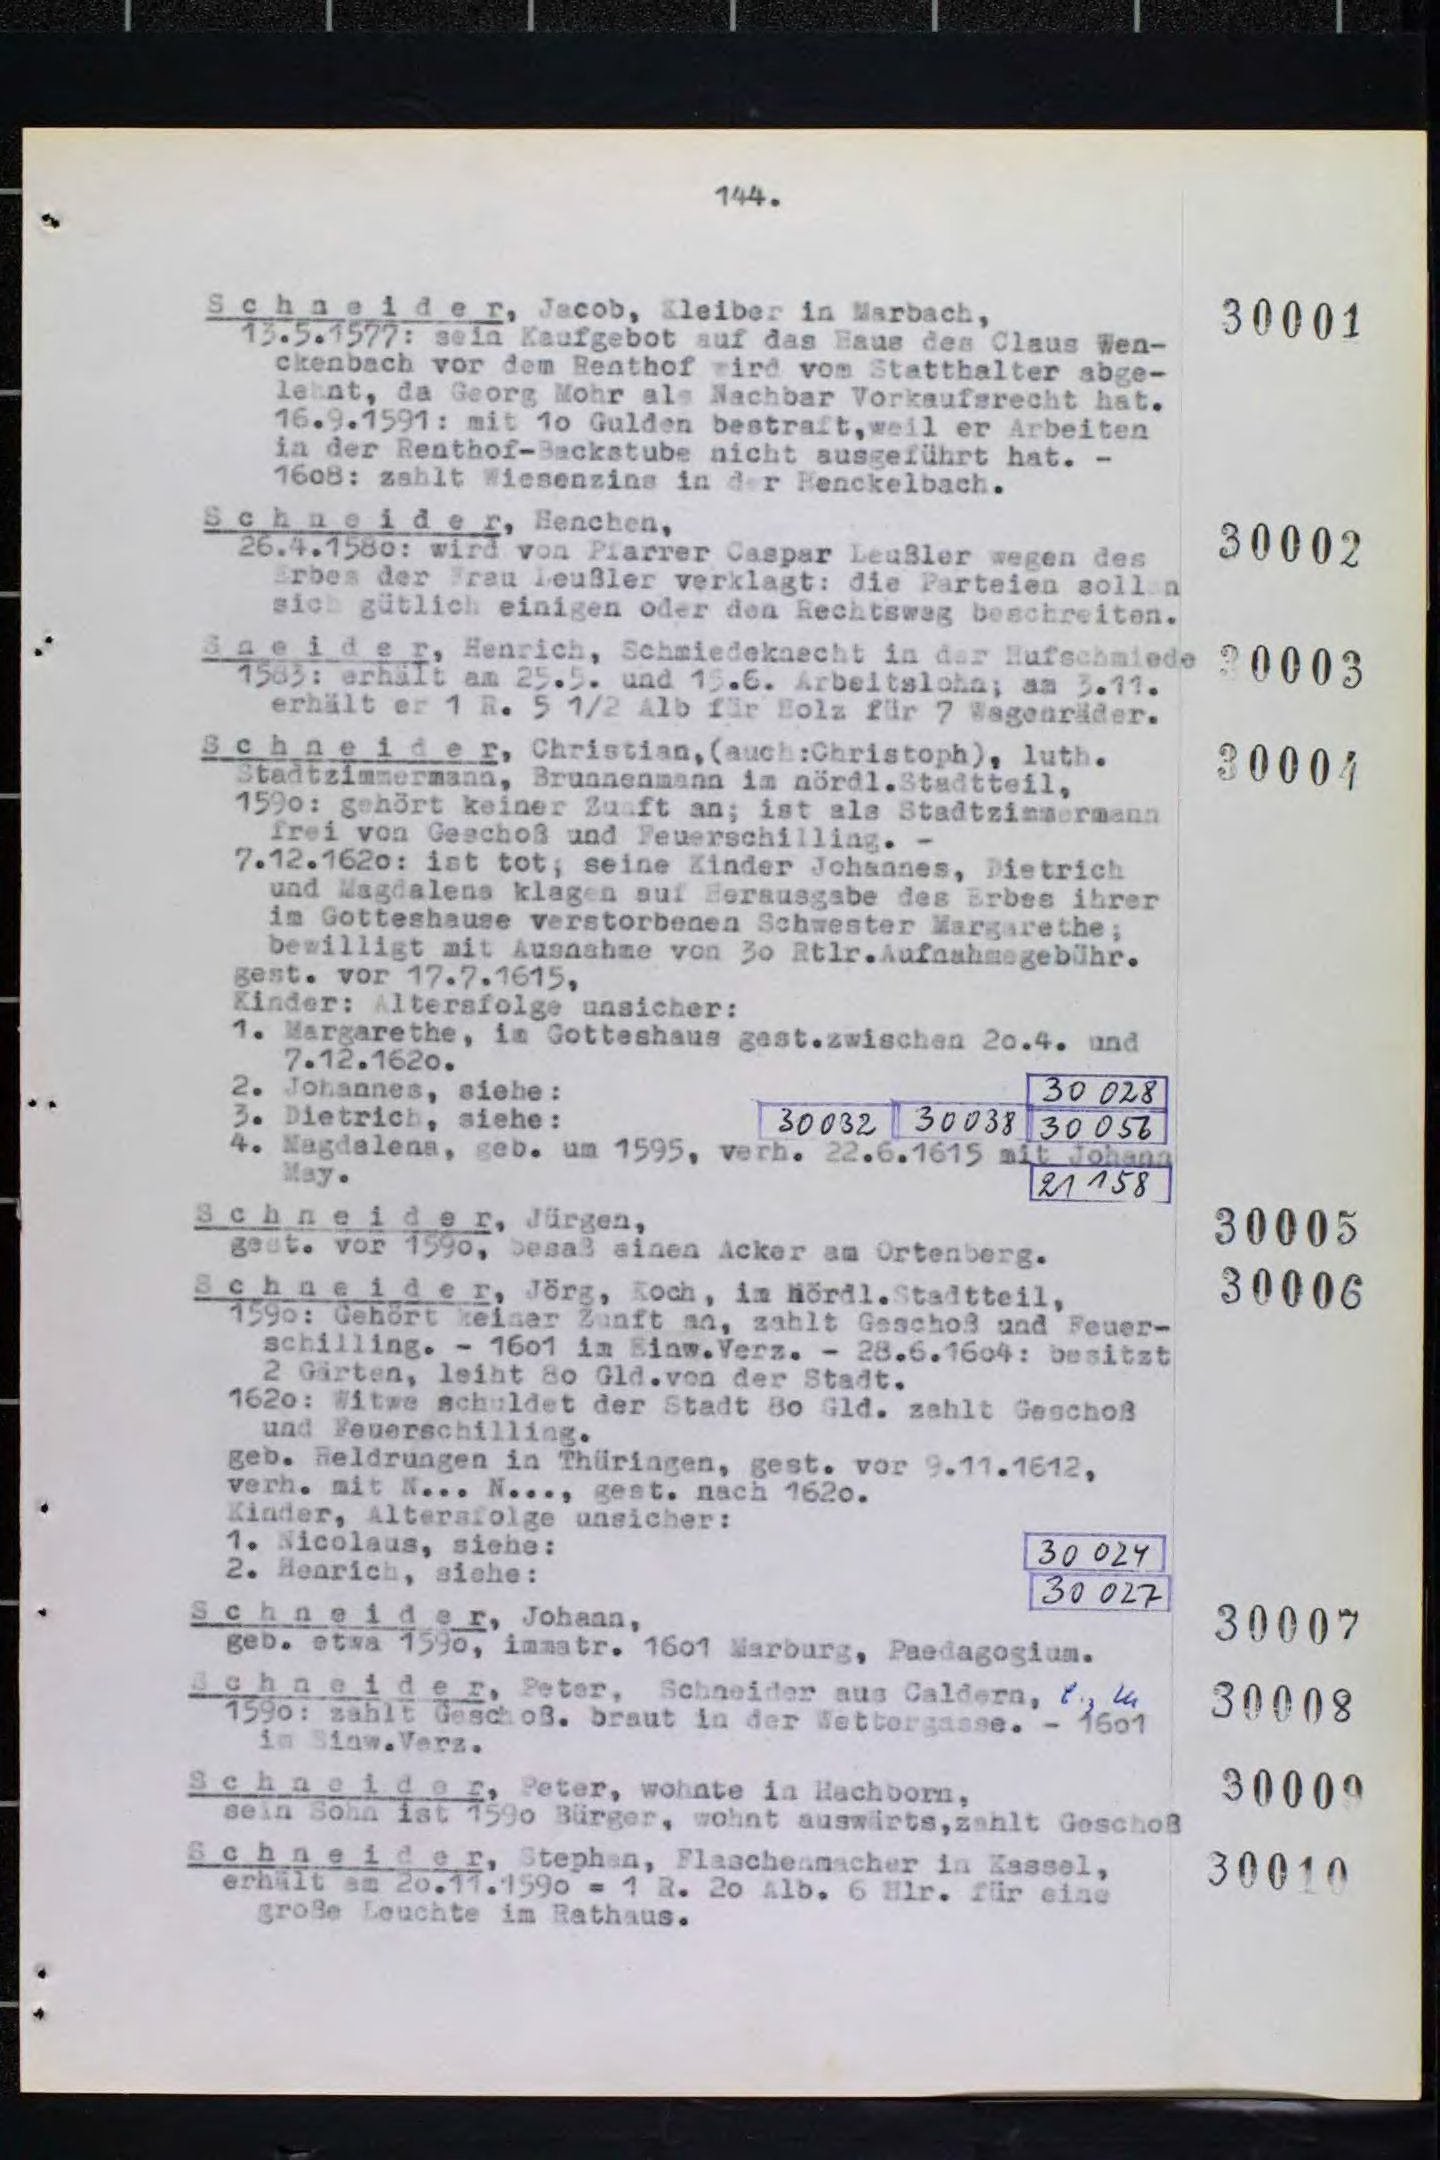 144.
S c h n e i d e r, Jacob, Kleiber in Marbach, 30001
13.5.1577: sein Kaufgebot auf das Haus des Claus Wen-
ckenbach vor dem Renthof wird vom Statthalter abge-
lehnt, da Georg Mohr als Nachbar Vorkaufsrecht hat.
16.9.1591: mit 1o Gulden bestraft,weil er Arbeiten
in der Renthof-Backstube nicht ausgeführt hat. -
16o8: zahlt Wiesenzins in der Henckelbach.
S c h n e i d e r, Henchen, 30002
26.4.158o: wird von Pfarrer Caspar Leußler wegen des
Erbes der Frau Leußler verklagt: die Parteien sollen
sich gütlich einigen oder den Rechtsweg beschreiten.
S n e i d e r, Henrich, Schmiedeknecht in der Hufschmiede 30003
1583: erhält am 25.5. und 15.6. Arbeitslohn; am 3.11.
erhält er 1 R. 5 1/2 Alb für Holz für 7 Wagenräder.
S c h n e i d e r, Christian,(auch:Christoph), luth. 30004
Stadtzimmermann, Brunnenmann im nördl.Stadtteil,
159o: gehört keiner Zunft an; ist als Stadtzimmermann
frei von Geschoß und Feuerschilling. -
7.12.162o: ist tot; seine Kinder Johannes, Dietrich
und Magdalena klagen auf Herausgabe des Erbes ihrer
im Gotteshause verstorbenen Schwester Margarethe;
bewilligt mit Ausnahme von 3o Rtlr.Aufnahmegebühr.
gest. vor 17.7.1615,
Kinder: Altersfolge unsicher:
1. Margarethe, im Gotteshaus gest.zwischen 2o.4. und
7.12.162o.
2. Johannes, siehe: 30 028
3. Dietrich, siehe: 30032 30038 30 056
4. Magdalena, geb. um 1595, verh. 22.6.1615 mit Johann
May. 21 158
S c h n e i d e r, Jürgen, 30005
gest. vor 159o, besaß einen Acker am Ortenberg.
S c h n e i d e r, Jörg, Koch, im Nördl.Stadtteil, 30006
159o: Gehört keiner Zunft an, zahlt Geschoß und Feuer-
schilling. - 16o1 im Einw.Verz. - 28.6.16o4: besitzt
2 Gärten, leiht 8o Gld.von der Stadt.
162o: Witwe schuldet der Stadt 8o Gld. zahlt Geschoß
und Feuerschilling.
geb. Heldrungen in Thüringen, gest. vor 9.11.1612,
verh. mit N... N..., gest. nach 162o.
Kinder, Altersfolge unsicher:
1. Nicolaus, siehe: 30 024
2. Henrich, siehe: 30 027
S c h n e i d e r, Johann, 30007
geb. etwa 159o, immatr. 16o1 Marburg, Paedagogium.
S c h n e i d e r, Peter, Schneider aus Caldern, 30008
159o: zahlt Geschoß. braut in der Wettergasse. - 16o1
im Einw.Verz.
S c h n e i d e r, Peter, wohnte in Hachborn, 30009
sein Sohn ist 159o Bürger, wohnt auswärts,zahlt Geschoß
S c h n e i d e r, Stephan, Flaschenmacher in Kassel, 30010
erhält am 2o.11.159o = 1 R. 2o Alb. 6 Hlr. für eine
große Leuchte im Rathaus.